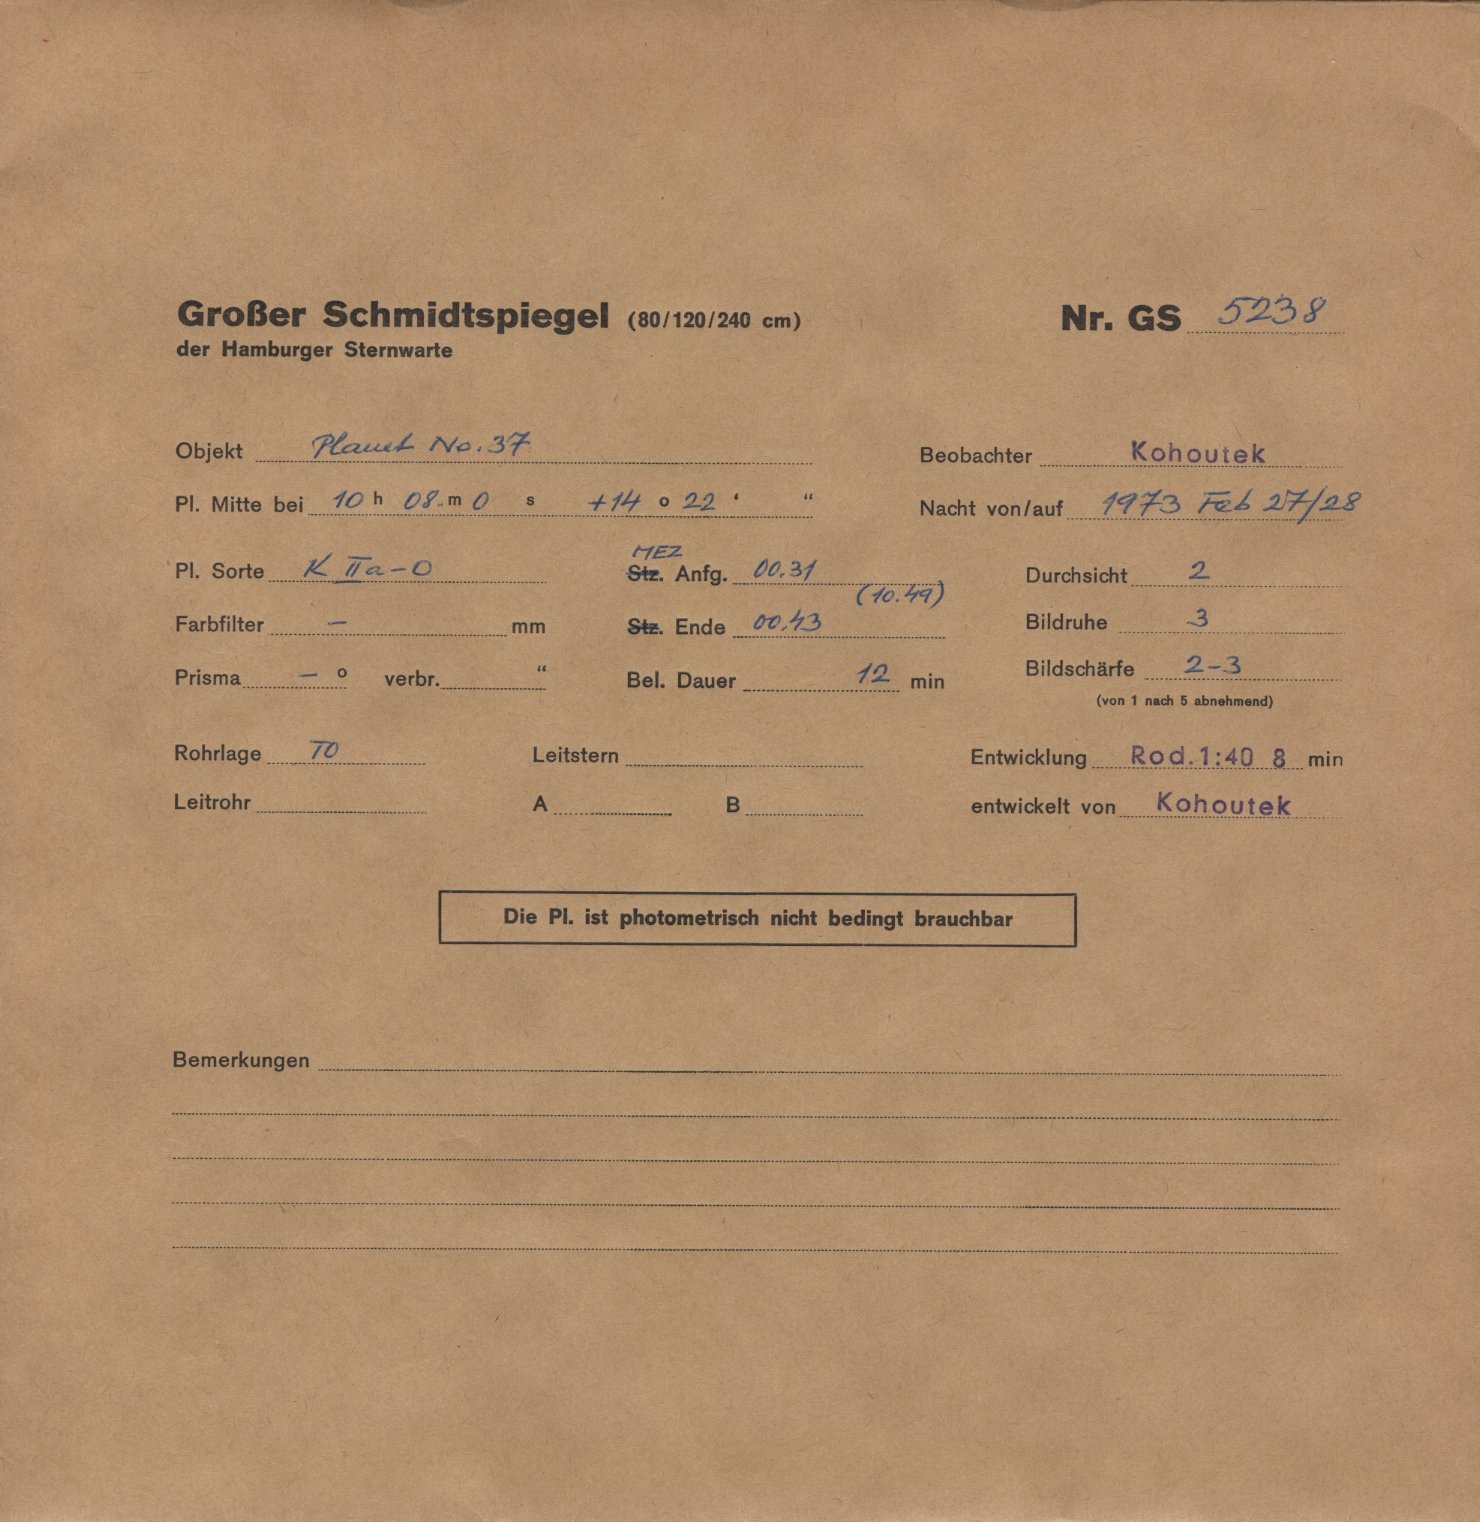 Großer Schmidtspiegel (80/120/240 cm) Nr. GS 5238
der Hamburger Sternwarte
Objekt Planet No. 37 Beobachter Kohoutek
Pl. Mitte bei 10 h 08. m 0 s +14 o 22 ' “ Nacht von/auf 1973 Feb 27/28
MEZ
Pl. Sorte K IIa-O Stz. Anfg. 00.31 Durchsicht 2
(10.49)
Farbfilter – mm Stz. Ende 00.43 Bildruhe 3
Prisma – o verbr. “ Bel. Dauer 12 min Bildschärfe 2-3
(von 1 nach 5 abnehmend)
Rohrlage TO Leitstern Entwicklung Rod.1:40 8 min
Leitrohr A B entwickelt von Kohoutek
Die Pl. ist photometrisch nicht bedingt brauchbar
Bemerkungen